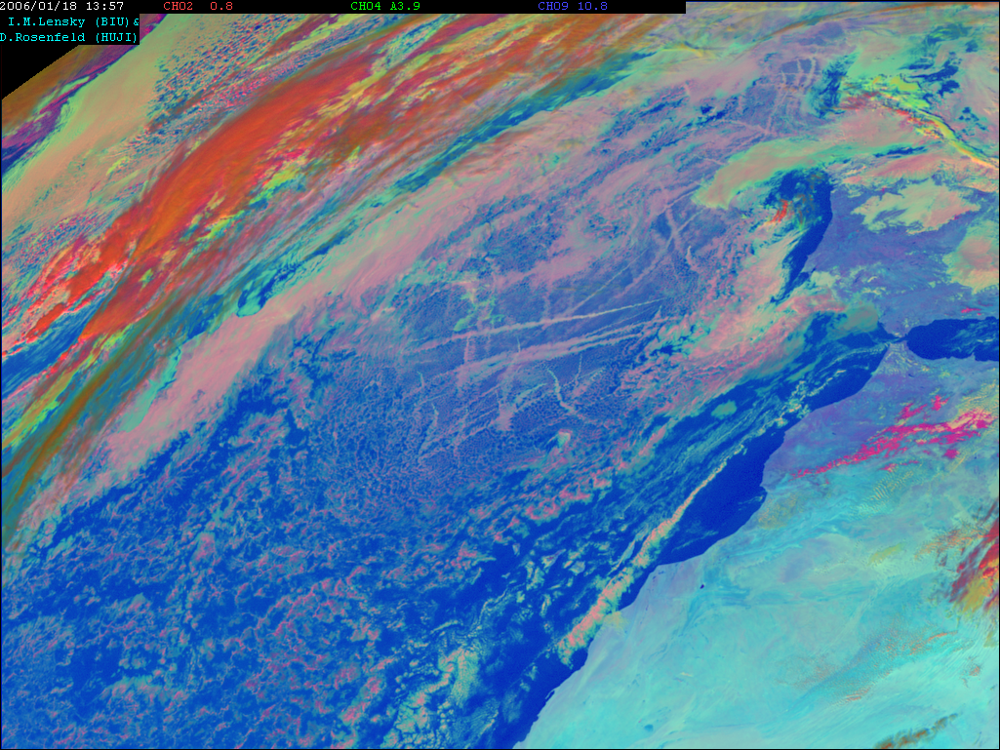 2006/01/18 13:57 CH02 0.8 CH04 A3.9 CH09 10.8
I.M.Lensky (BIU)&
D.Rosenfeld (HUJI)